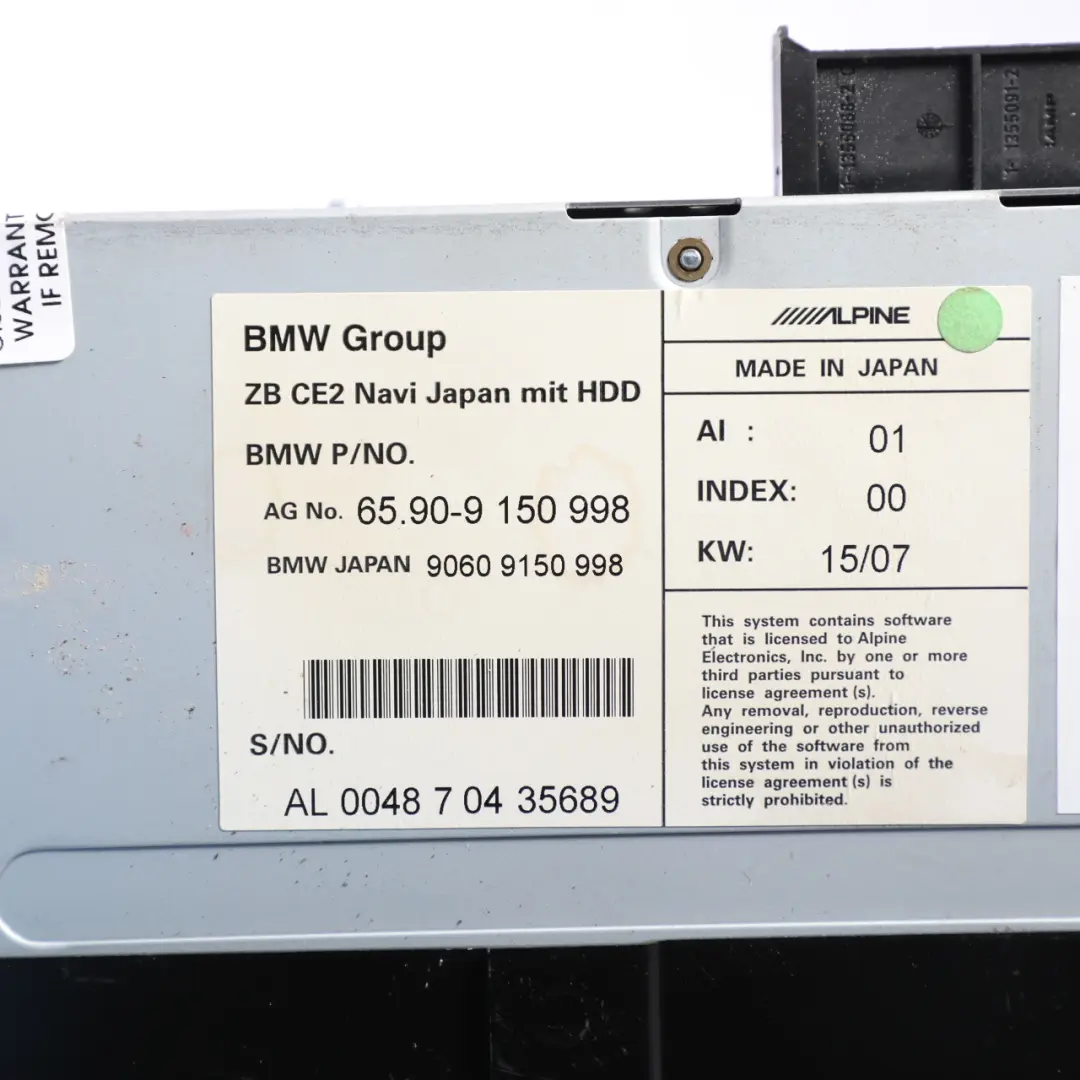 1-1355091-2
AMP
WARRANT
IF REMO
BMW Group
ZB CE2 Navi Japan mit HDD
BMW P/NO.
AG No. 65.90-9 150 998
BMW JAPAN 9060 9150 998
S/NO.
AL 0048 7 04 35689
ALPINE
MADE IN JAPAN
AI : 01
INDEX: 00
KW: 15/07
This system contains software
that is licensed to Alpine
Electronics, Inc. by one or more
third parties pursuant to
license agreement (s).
Any removal, reproduction, reverse
engineering or other unauthorized
use of the software from
this system in violation of the
license agreement (s) is
strictly prohibited.